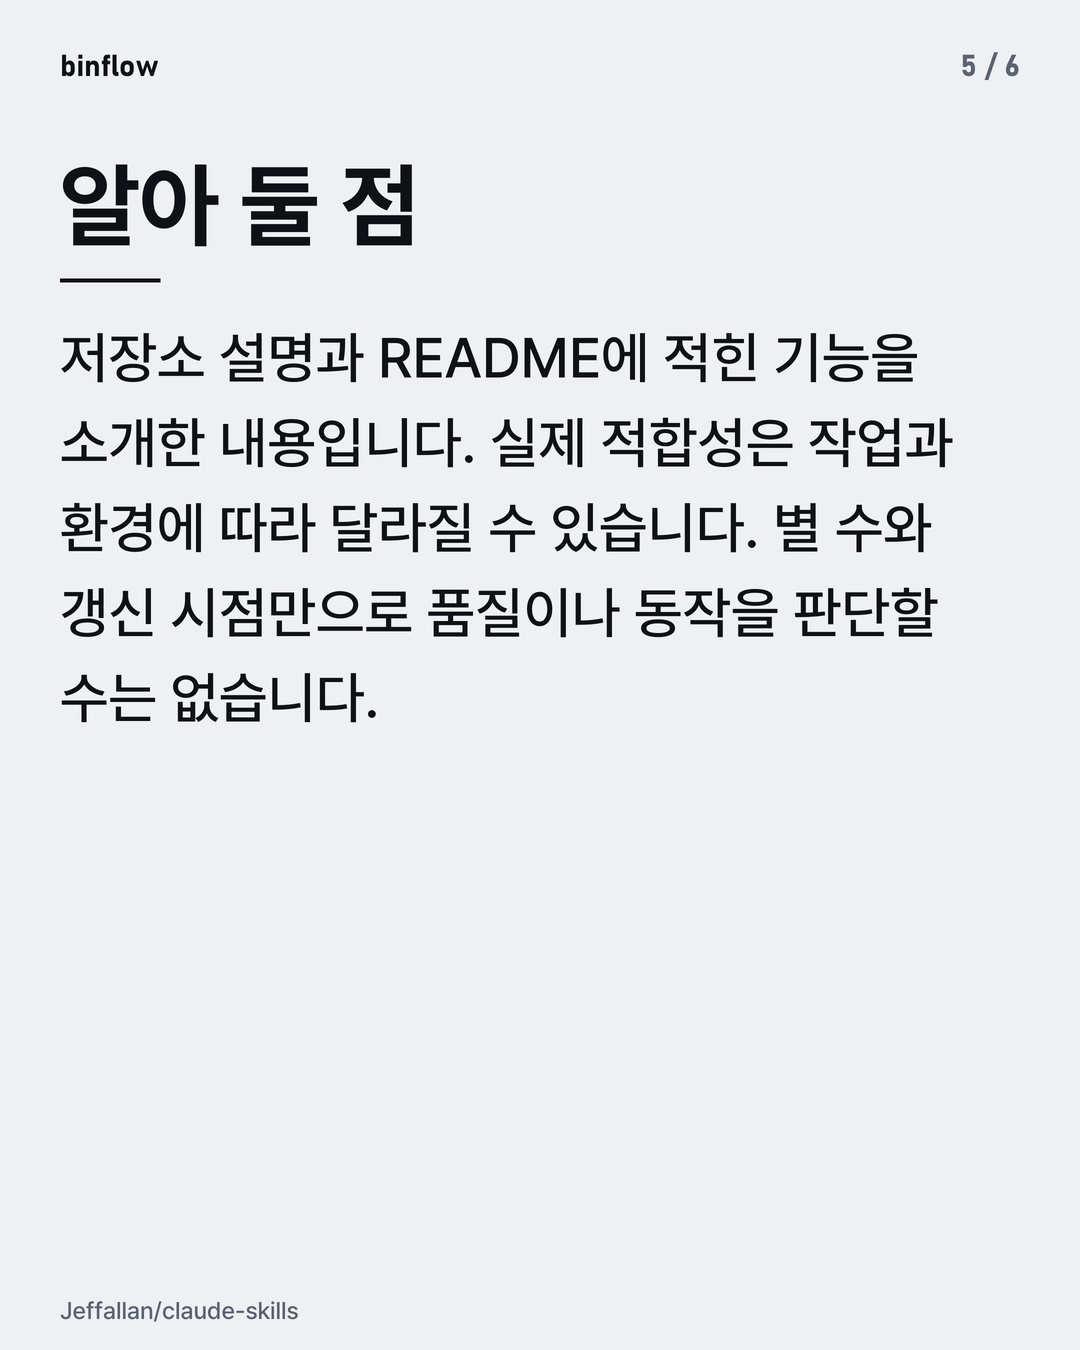 binflow
5 / 6
알아 둘 점
저장소 설명과 README에 적힌 기능을
소개한 내용입니다. 실제 적합성은 작업과
환경에 따라 달라질 수 있습니다. 별 수와
갱신 시점만으로 품질이나 동작을 판단할
수는 없습니다.
Jeffallan/claude-skills